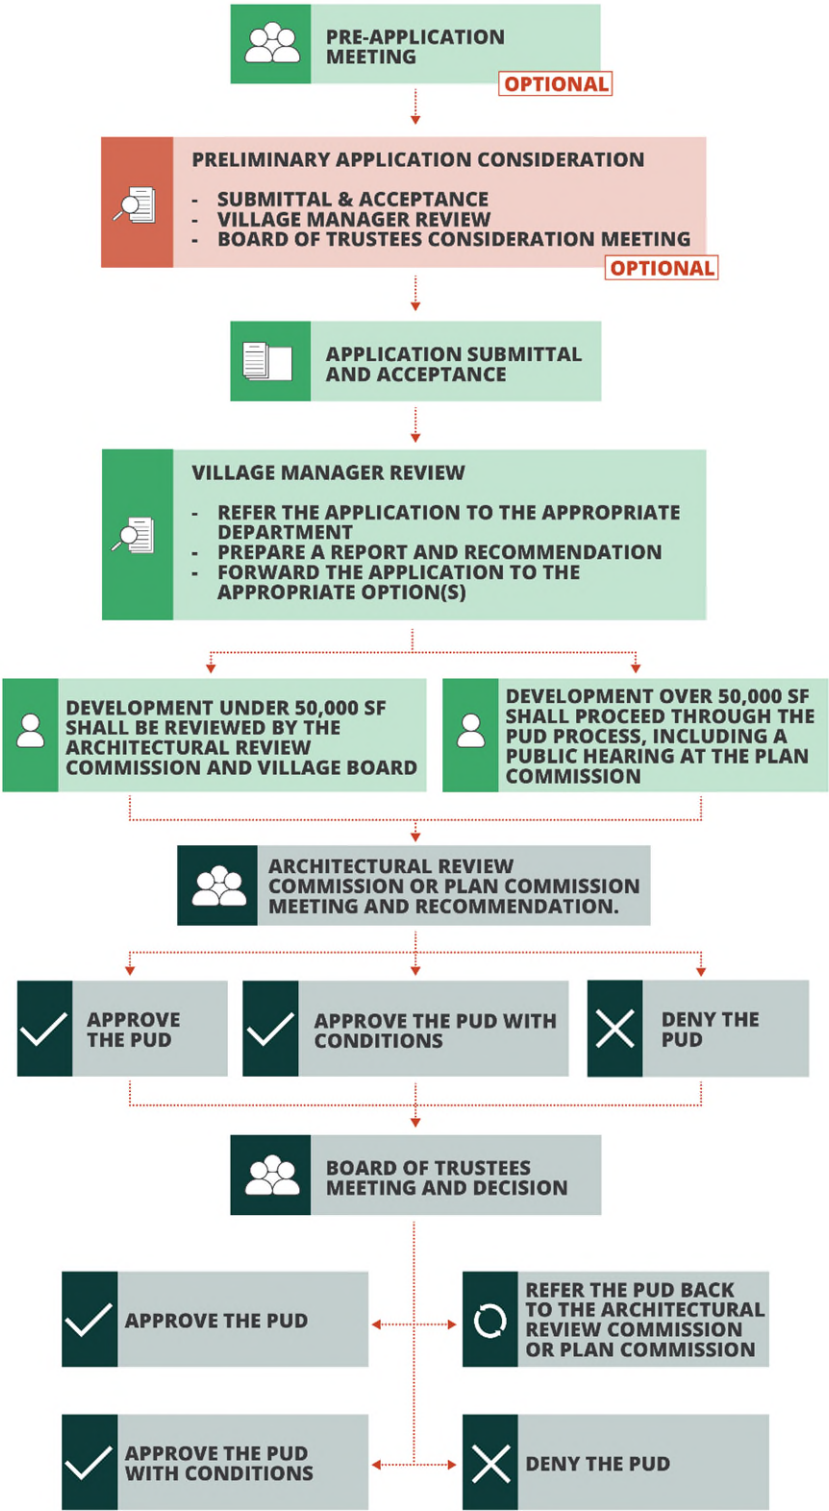 PRE-APPLICATION
MEETING
OPTIONAL
PRELIMINARY APPLICATION CONSIDERATION
- SUBMITTAL & ACCEPTANCE
- VILLAGE MANAGER REVIEW
- BOARD OF TRUSTEES CONSIDERATION MEETING
OPTIONAL
APPLICATION SUBMITTAL
AND ACCEPTANCE
VILLAGE MANAGER REVIEW
- REFER THE APPLICATION TO THE APPROPRIATE
DEPARTMENT
- PREPARE A REPORT AND RECOMMENDATION
- FORWARD THE APPLICATION TO THE
APPROPRIATE OPTION(S)
DEVELOPMENT UNDER 50,000 SF
SHALL BE REVIEWED BY THE
ARCHITECTURAL REVIEW
COMMISSION AND VILLAGE BOARD
DEVELOPMENT OVER 50,000 SF
SHALL PROCEED THROUGH THE
PUD PROCESS, INCLUDING A
PUBLIC HEARING AT THE PLAN
COMMISSION
ARCHITECTURAL REVIEW
COMMISSION OR PLAN COMMISSION
MEETING AND RECOMMENDATION.
APPROVE
THE PUD
APPROVE THE PUD WITH
CONDITIONS
DENY THE
PUD
BOARD OF TRUSTEES
MEETING AND DECISION
APPROVE THE PUD
REFER THE PUD BACK
TO THE ARCHITECTURAL
REVIEW COMMISSION
OR PLAN COMMISSION
APPROVE THE PUD
WITH CONDITIONS
DENY THE PUD